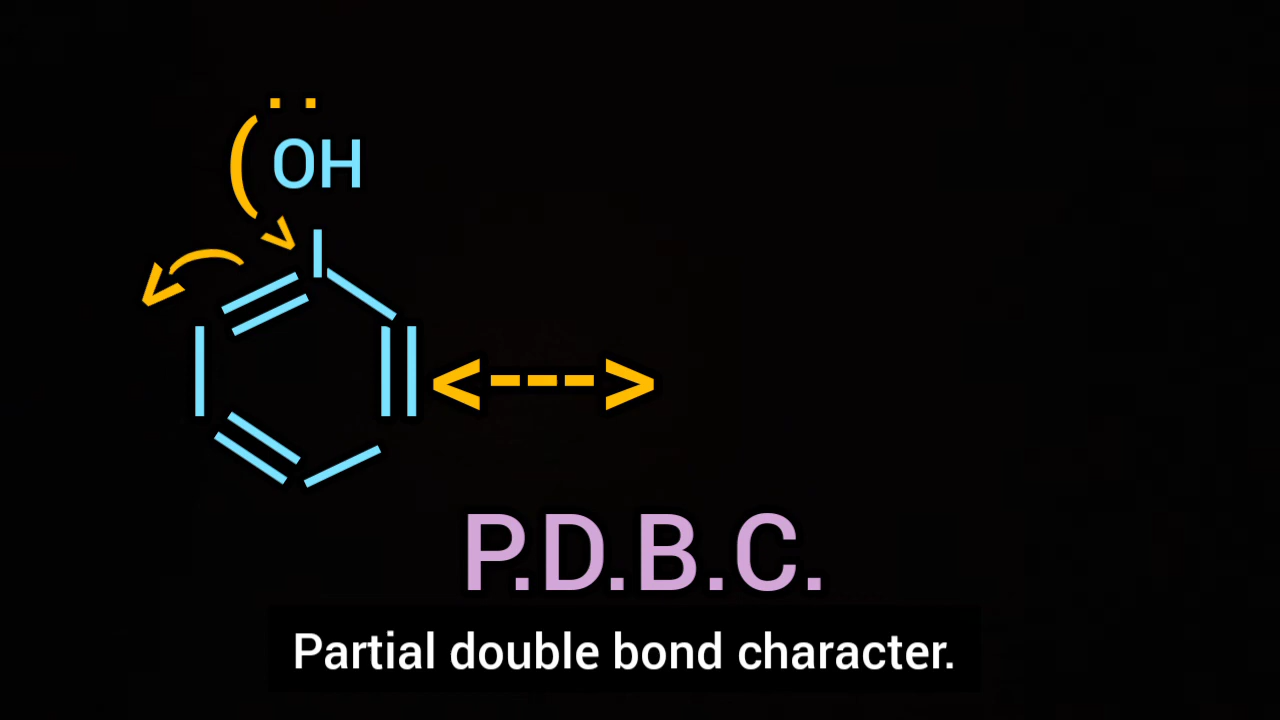 OH
<--->
P.D.B.C.
Partial double bond character.